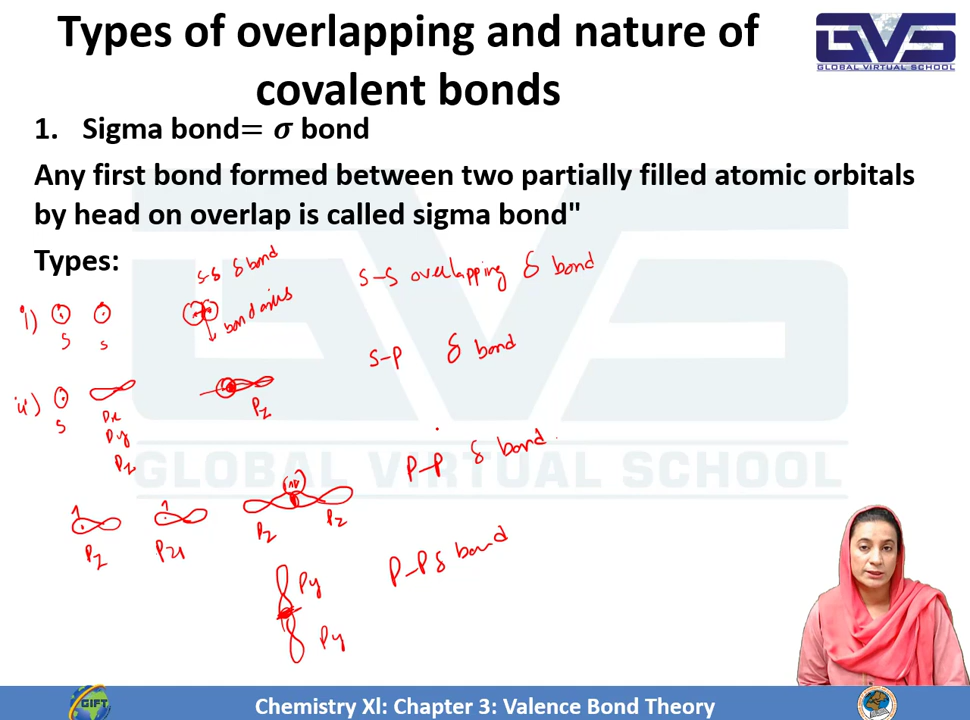 Types of overlapping and nature of
covalent bonds
GVS
GLOBAL VIRTUAL SCHOOL
1. Sigma bond= σ bond
Any first bond formed between two partially filled atomic orbitals
by head on overlap is called sigma bond"
Types:
s-s δ bond
s-s overlapping δ bond
i)
s s
bond axis
s-p δ bond
ii)
s
Px
Py
Pz
Pz
P-P δ bond
GLOBAL VIRTUAL SCHOOL
Pz
Pz Pz
P-P δ bond
Py
Py
GIFT
Chemistry XI: Chapter 3: Valence Bond Theory